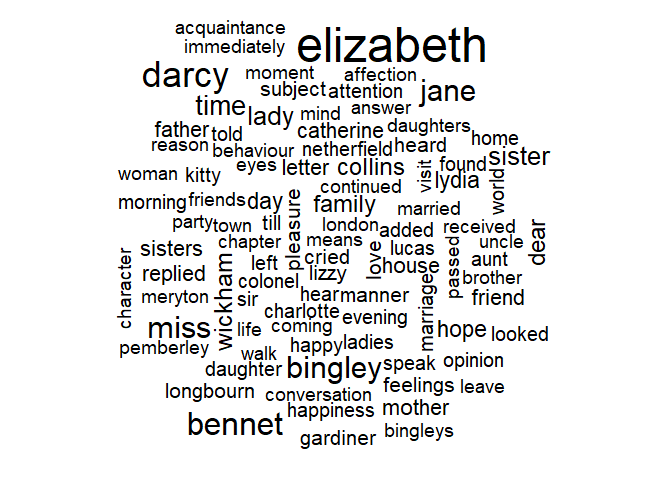 acquaintance
immediately
elizabeth
darcy
moment
affection
subject
attention
jane
time
lady
mind
answer
father
told
catherine
daughters
home
reason
behaviour
netherfield
heard
sister
eyes
letter
collins
visit
found
woman
kitty
continued
lydia
world
morning
friends
day
pleasure
family
married
party
town
till
london
added
received
dear
chapter
means
love
lucas
passed
uncle
sisters
left
cried
house
aunt
character
replied
wickham
colonel
lizzy
brother
meryton
sir
hear
manner
marriage
friend
charlotte
miss
life
coming
evening
hope
looked
pemberley
walk
happy
ladies
daughter
bingley
speak
opinion
longbourn
conversation
feelings
leave
bennet
happiness
mother
gardiner
bingleys